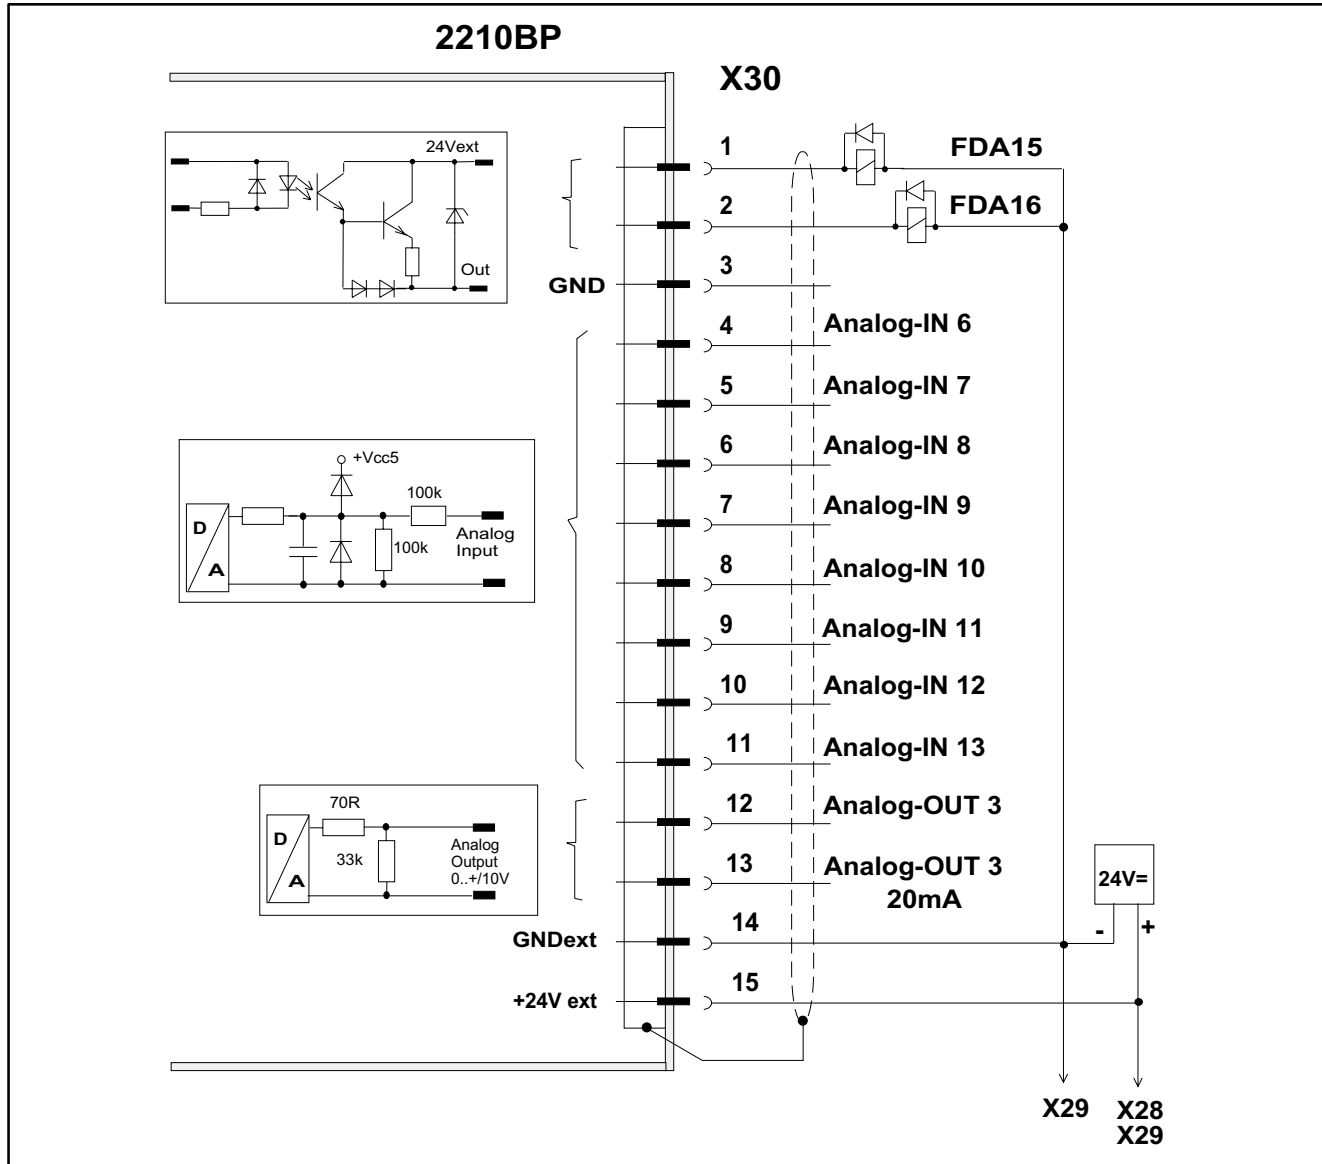 2210BP
X30
24Vext
Out
1
FDA15
2
FDA16
GND
3
4
Analog-IN 6
5
Analog-IN 7
+Vcc5
100k
100k
D
A
Analog
Input
6
Analog-IN 8
7
Analog-IN 9
8
Analog-IN 10
9
Analog-IN 11
10
Analog-IN 12
11
Analog-IN 13
70R
33k
D
A
Analog
Output
0..+/10V
12
Analog-OUT 3
13
Analog-OUT 3
20mA
24V=
- +
GNDext
14
+24V ext
15
X29
X28
X29